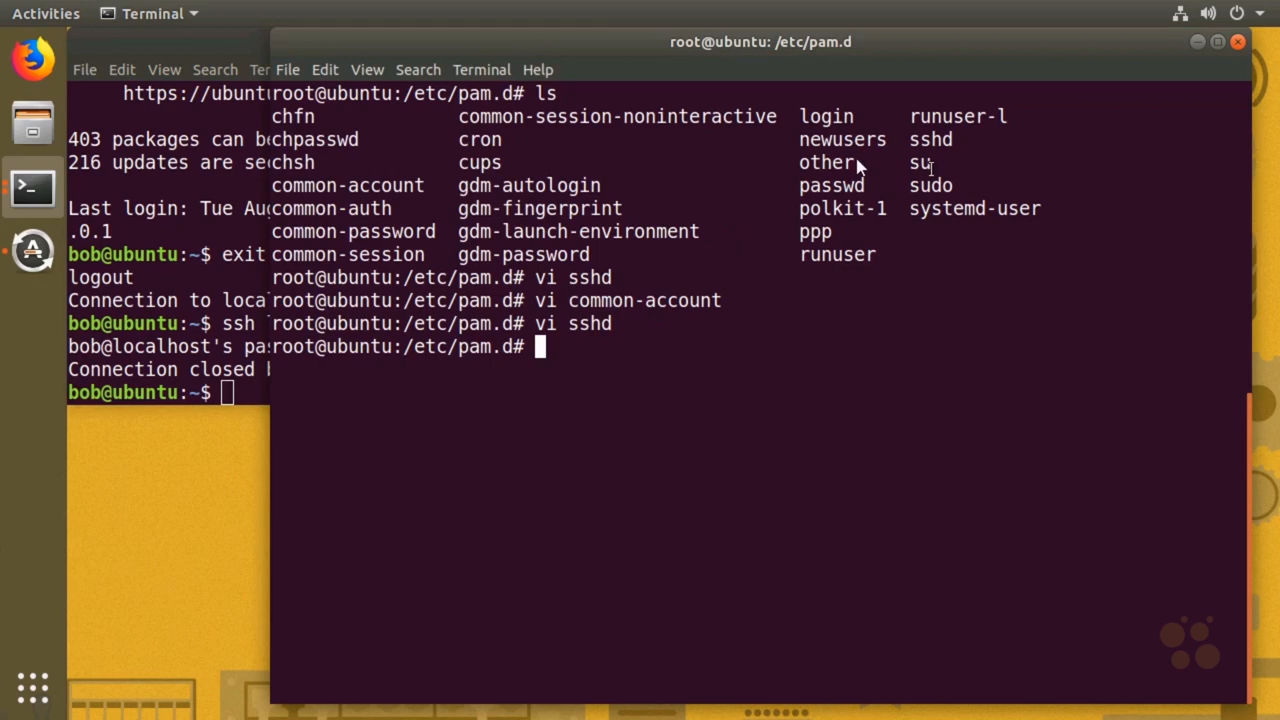 Activities Terminal
root@ubuntu: /etc/pam.d
File Edit View Search Ter
https://ubunt
403 packages can be
216 updates are sec
Last login: Tue Aug
.0.1
bob@ubuntu:~$ exit
logout
Connection to loca
bob@ubuntu:~$ ssh
bob@localhost's pas
Connection closed b
bob@ubuntu:~$
File Edit View Search Terminal Help
root@ubuntu:/etc/pam.d# ls
chfn common-session-noninteractive login runuser-l
chpasswd cron newusers sshd
chsh cups other su
common-account gdm-autologin passwd sudo
common-auth gdm-fingerprint polkit-1 systemd-user
common-password gdm-launch-environment ppp
common-session gdm-password runuser
root@ubuntu:/etc/pam.d# vi sshd
root@ubuntu:/etc/pam.d# vi common-account
root@ubuntu:/etc/pam.d# vi sshd
root@ubuntu:/etc/pam.d#